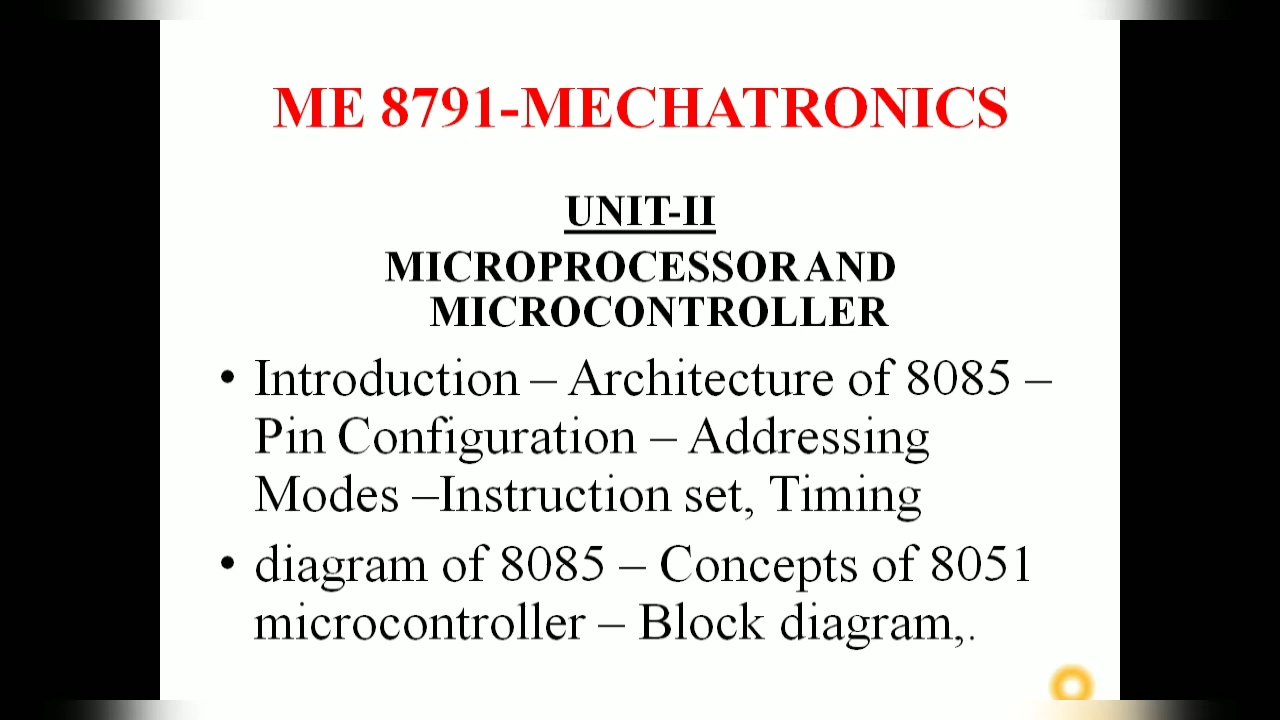 ME 8791-MECHATRONICS
UNIT-II
MICROPROCESSOR AND
MICROCONTROLLER
• Introduction – Architecture of 8085 –
Pin Configuration – Addressing
Modes –Instruction set, Timing
• diagram of 8085 – Concepts of 8051
microcontroller – Block diagram,.